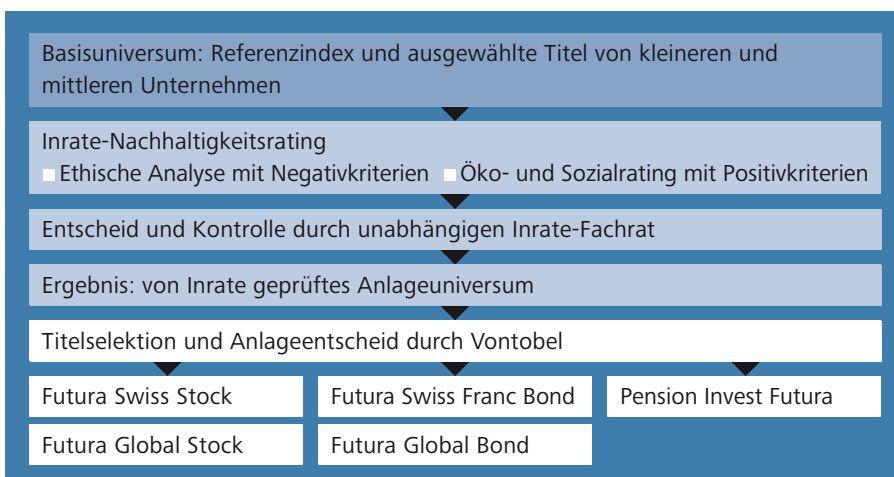 Basisuniversum: Referenzindex und ausgewählte Titel von kleineren und
mittleren Unternehmen
Inrate-Nachhaltigkeitsrating
Ethische Analyse mit Negativkriterien Öko- und Sozialrating mit Positivkriterien
Entscheid und Kontrolle durch unabhängigen Inrate-Fachrat
Ergebnis: von Inrate geprüftes Anlageuniversum
Titelselektion und Anlageentscheid durch Vontobel
Futura Swiss Stock
Futura Swiss Franc Bond
Pension Invest Futura
Futura Global Stock
Futura Global Bond